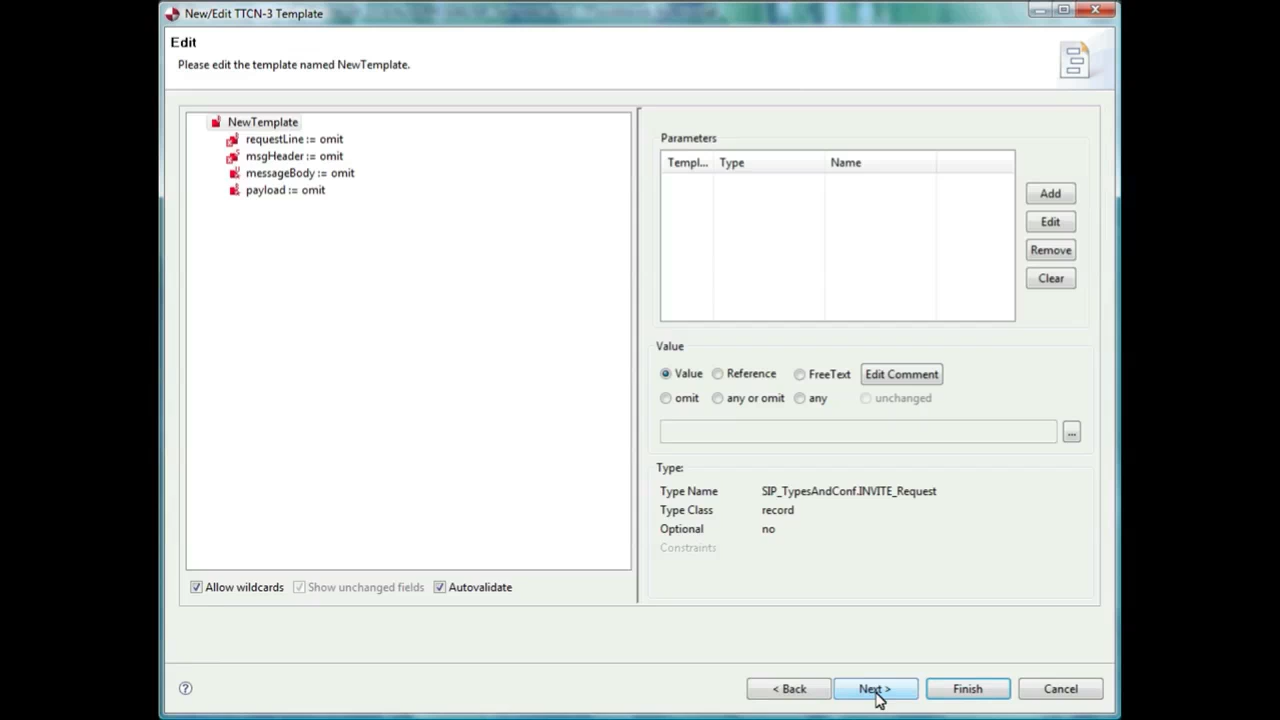 New/Edit TTCN-3 Template
Edit
Please edit the template named NewTemplate.
NewTemplate
requestLine := omit
msgHeader := omit
messageBody := omit
payload := omit
Allow wildcards
Show unchanged fields
Autovalidate
Parameters
Templ... Type Name
Add
Edit
Remove
Clear
Value
Value Reference FreeText Edit Comment
omit any or omit any unchanged
...
Type:
Type Name SIP_TypesAndConf.INVITE_Request
Type Class record
Optional no
Constraints
? < Back Next > Finish Cancel